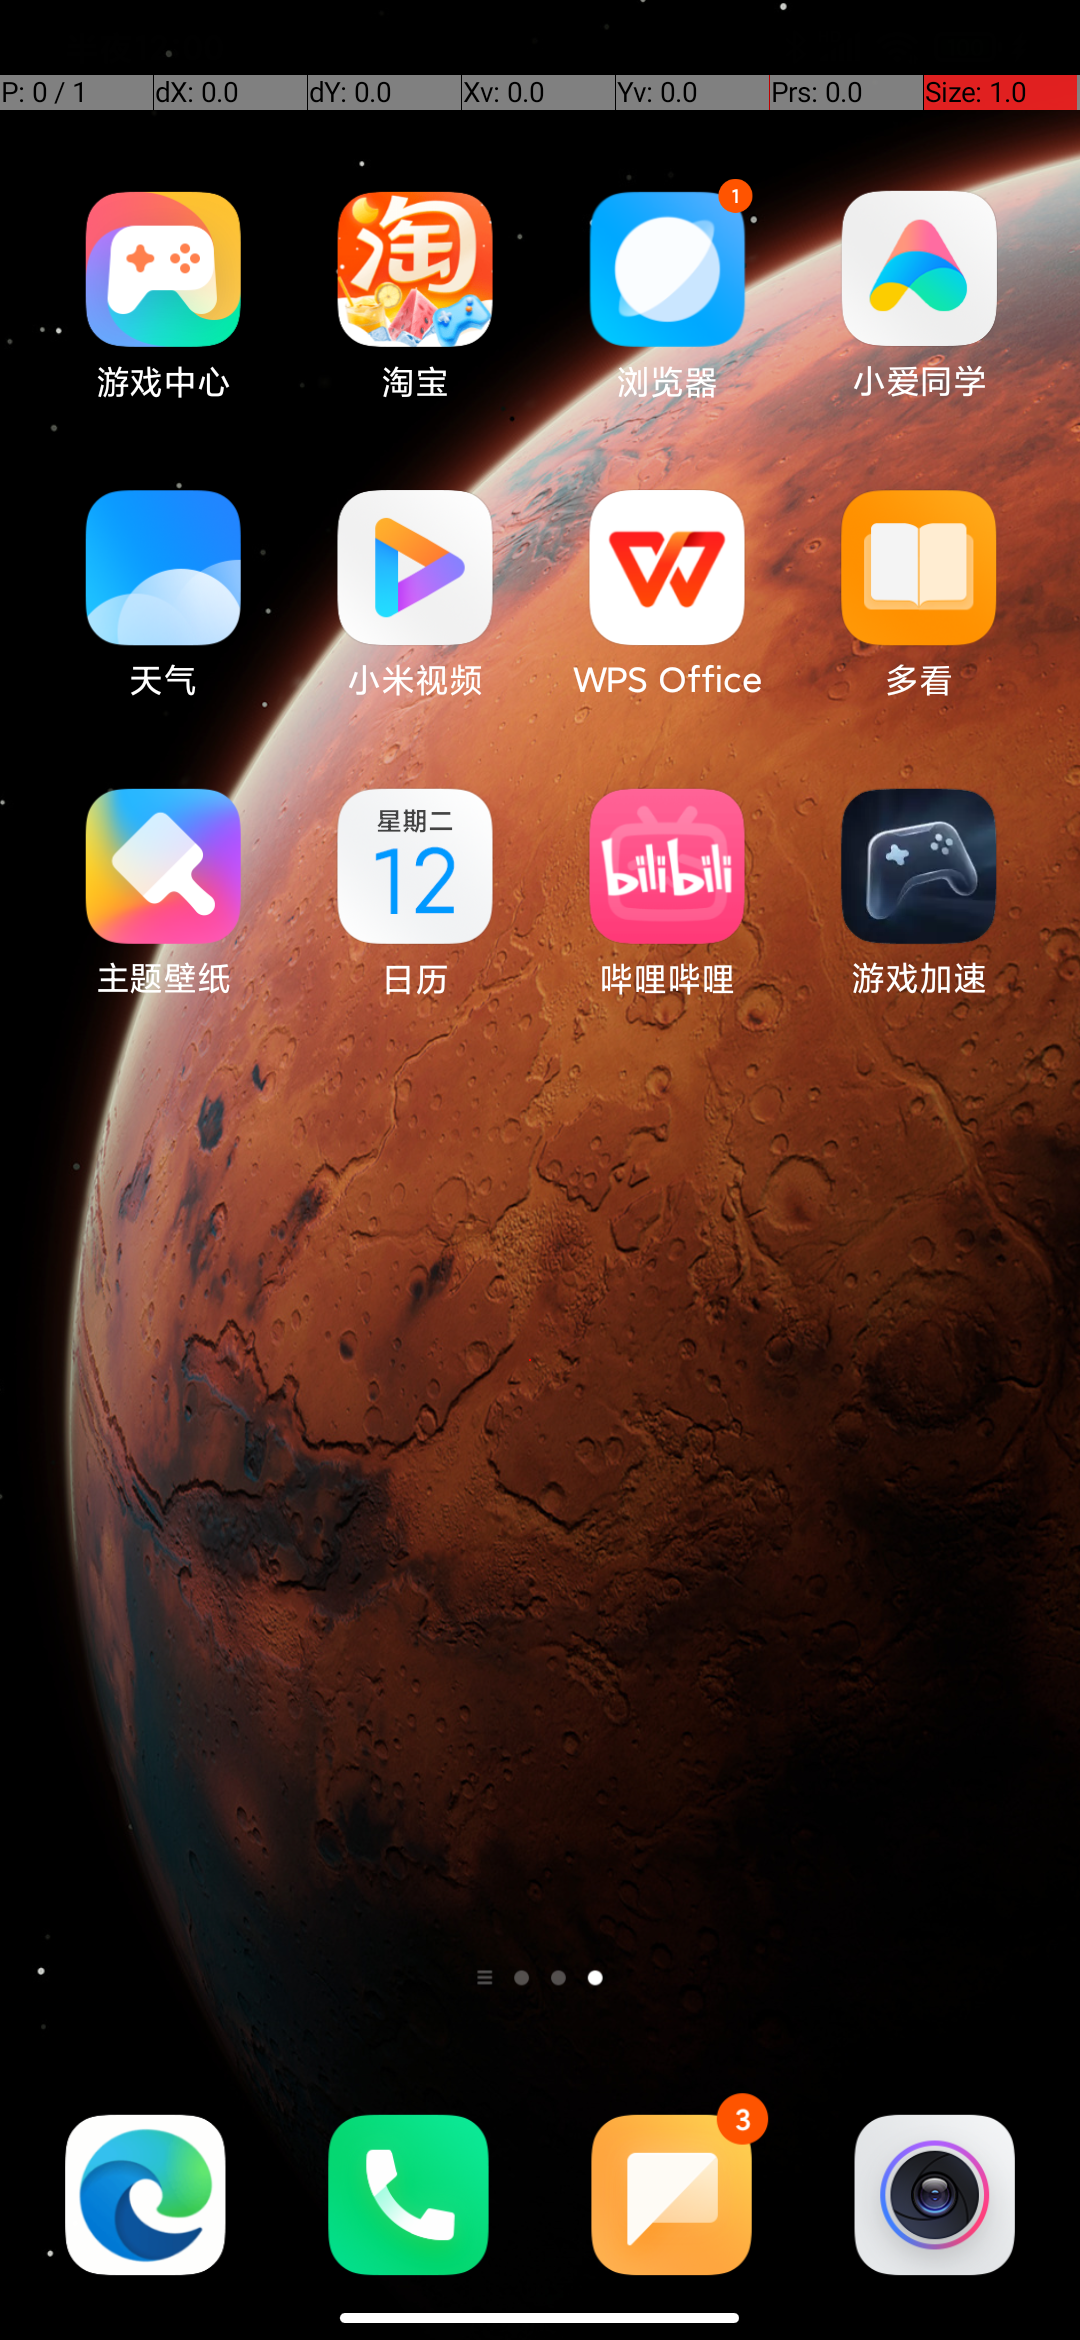 P: 0 / 1 dX: 0.0 dY: 0.0 Xv: 0.0 Yv: 0.0 Prs: 0.0 Size: 1.0
淘 1
游戏中心 淘宝 浏览器 小爱同学
天气 小米视频 WPS Office 多看
星期二
12 bilibili
主题壁纸 日历 哔哩哔哩 游戏加速
3